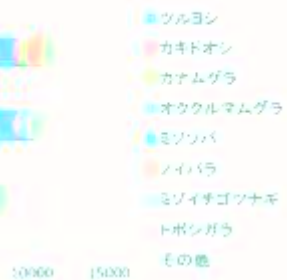 ツルヨシ
カキドオシ
カナムグラ
オククルマムグラ
ミゾソバ
ノイバラ
ミゾイチゴツナギ
トボシガラ
その他
10000 15000